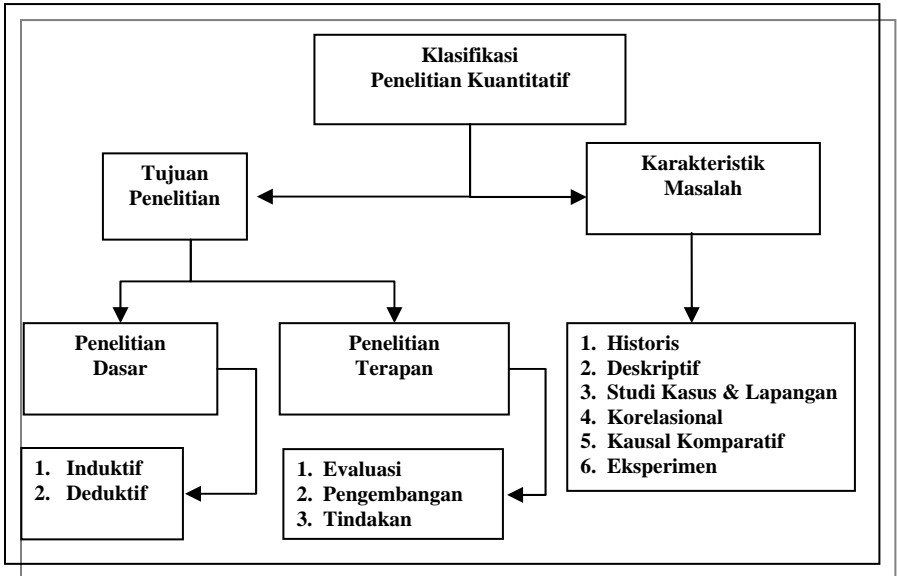 Klasifikasi
Penelitian Kuantitatif
Tujuan
Penelitian
Karakteristik
Masalah
Penelitian
Dasar
Penelitian
Terapan
1. Historis
2. Deskriptif
3. Studi Kasus & Lapangan
4. Korelasional
5. Kausal Komparatif
6. Eksperimen
1. Induktif
2. Deduktif
1. Evaluasi
2. Pengembangan
3. Tindakan